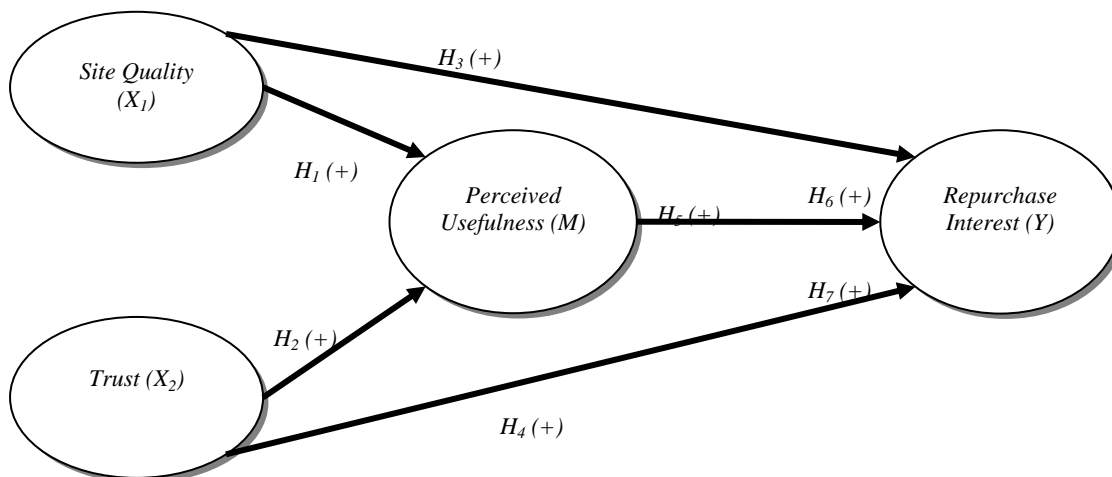 H₃ (+)
Site Quality
(X₁)
H₁ (+)
Perceived
Usefulness (M)
H₅ (+)
H₆ (+)
Repurchase
Interest (Y)
H₇ (+)
H₂ (+)
Trust (X₂)
H₄ (+)